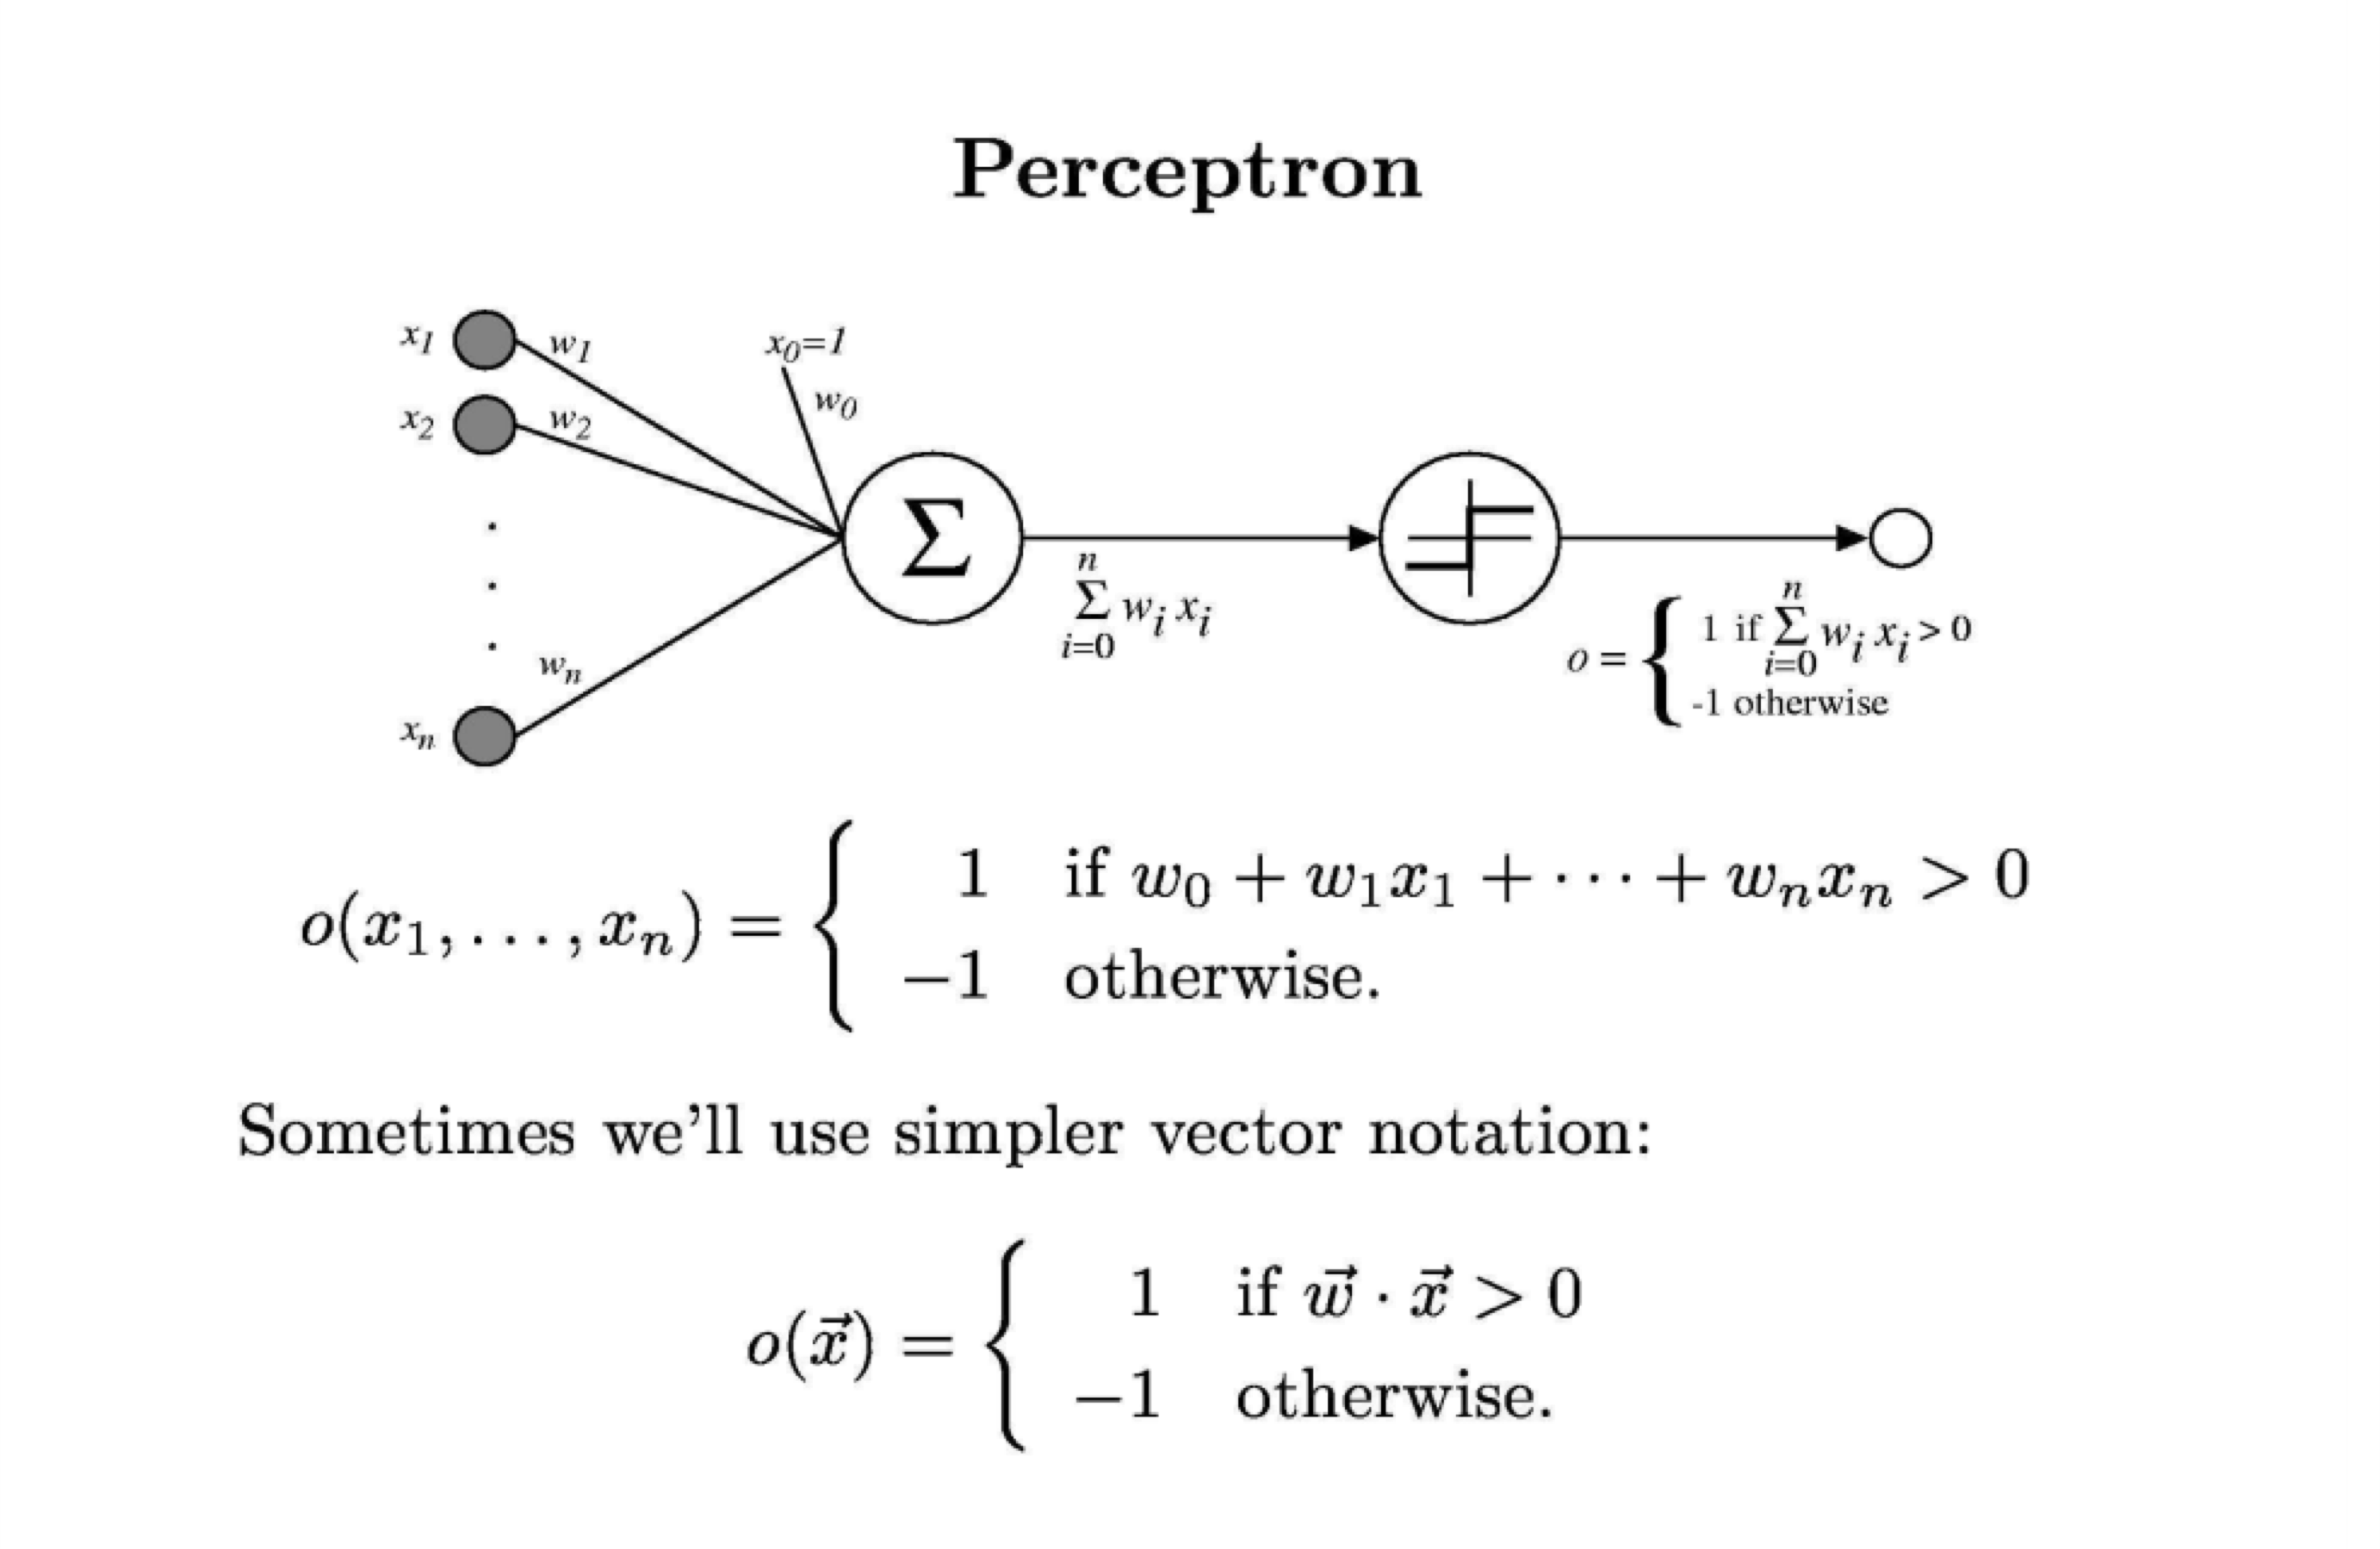 Perceptron
x₁ w₁ x₀=1
w₀
x₂ w₂
.
.
.
wₙ
xₙ
Σ
n
Σ wᵢ xᵢ
i=0
n
o = { 1 if Σ wᵢ xᵢ > 0
i=0
-1 otherwise
o(x₁, . . . , xₙ) = { 1 if w₀ + w₁x₁ + · · · + wₙxₙ > 0
−1 otherwise.
Sometimes we'll use simpler vector notation:
o(x⃗) = { 1 if w⃗ · x⃗ > 0
−1 otherwise.